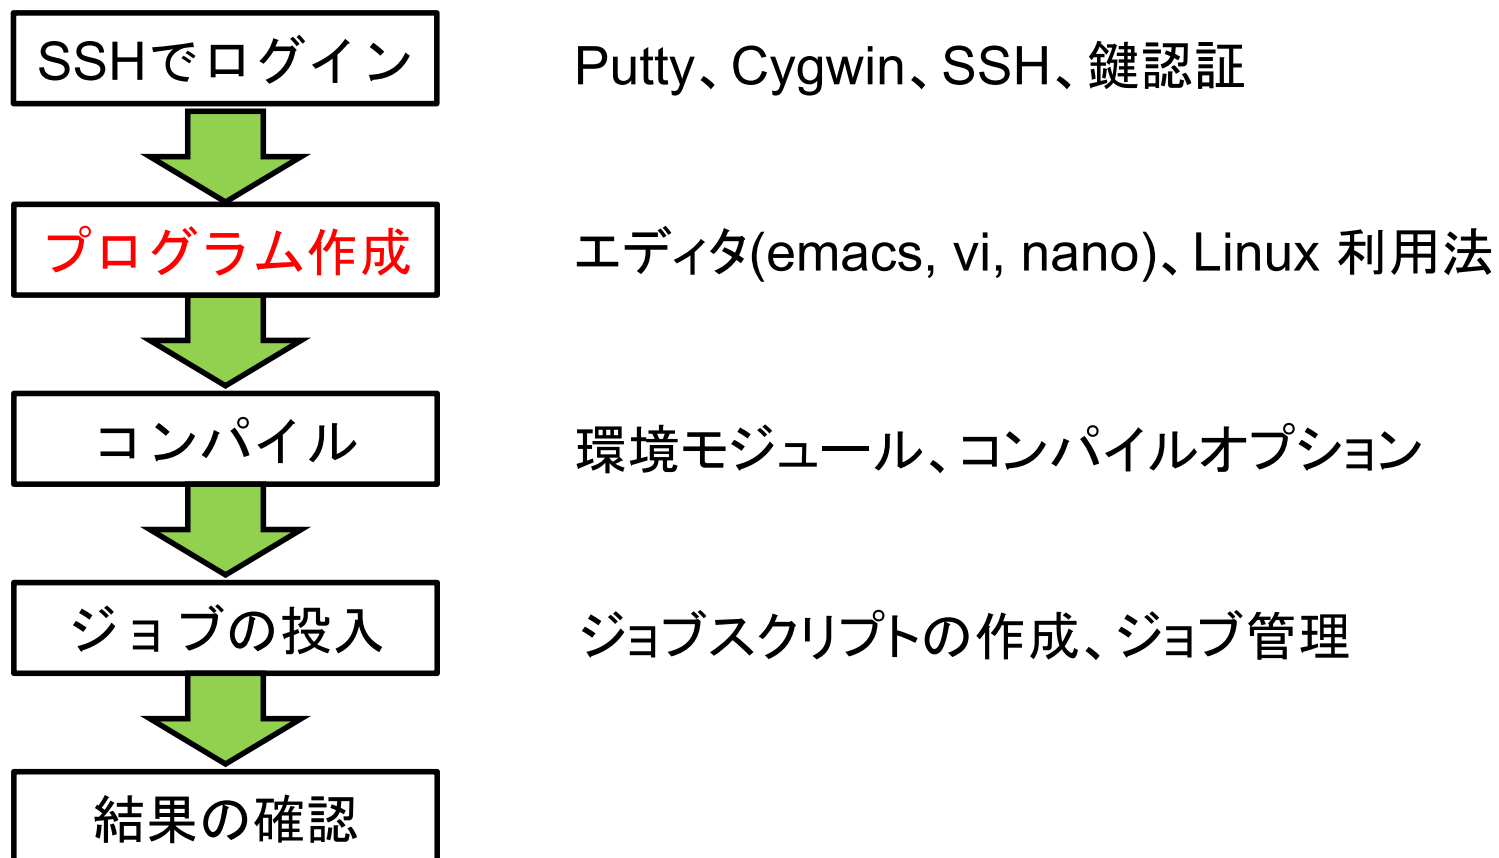 SSHでログイン
Putty、Cygwin、SSH、鍵認証
プログラム作成
エディタ(emacs, vi, nano)、Linux 利用法
コンパイル
環境モジュール、コンパイルオプション
ジョブの投入
ジョブスクリプトの作成、ジョブ管理
結果の確認